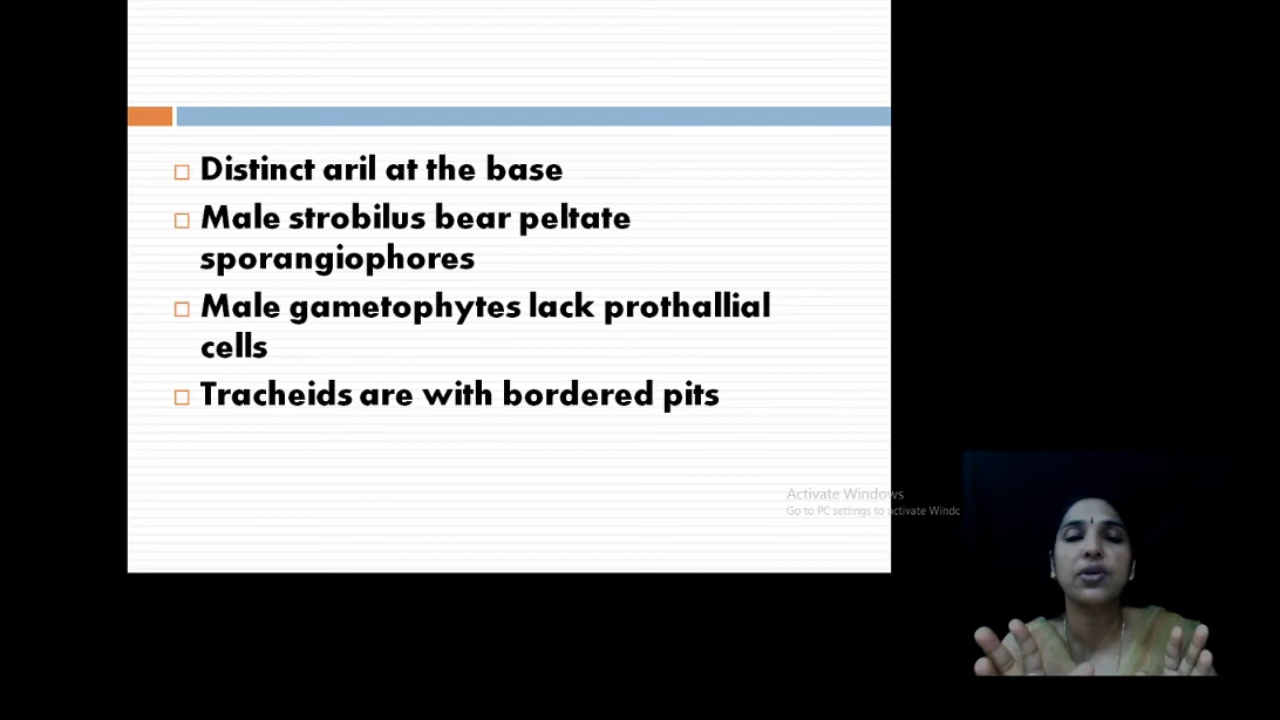 Distinct aril at the base
Male strobilus bear peltate
sporangiophores
Male gametophytes lack prothallial
cells
Tracheids are with bordered pits
Activate Windows
Go to PC settings to activate Windc